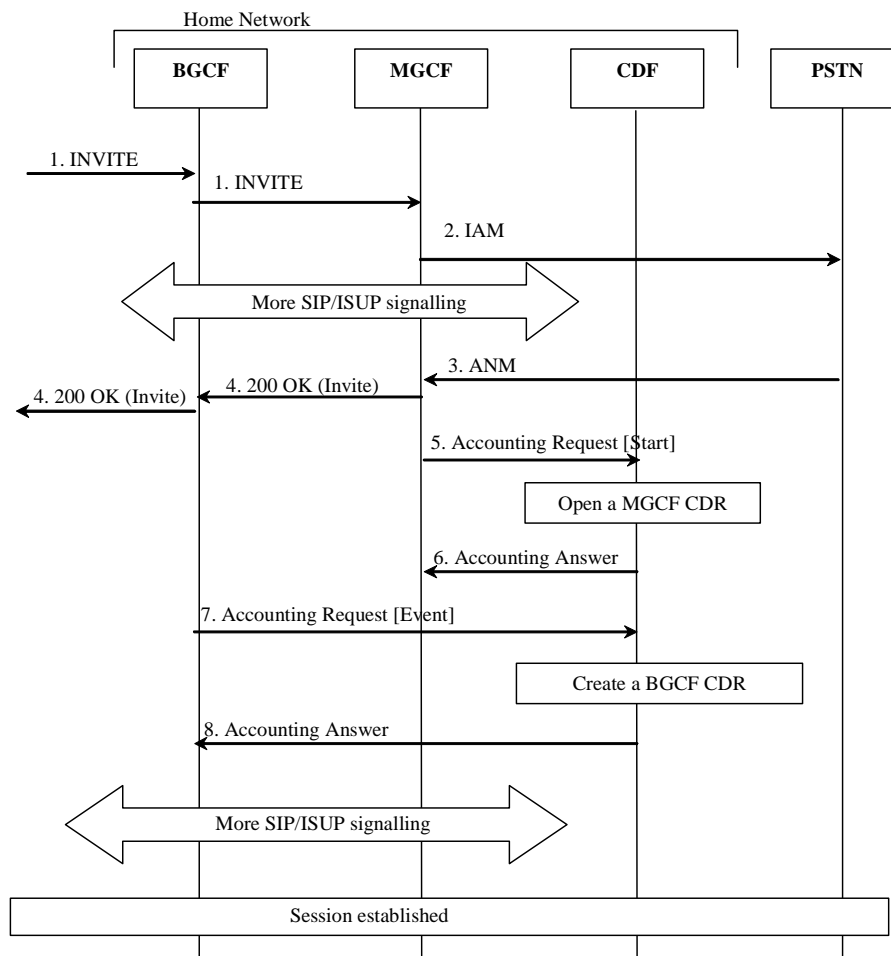 Home Network
BGCF
MGCF
CDF
PSTN
1. INVITE
1. INVITE
2. IAM
More SIP/ISUP signalling
3. ANM
4. 200 OK (Invite)
4. 200 OK (Invite)
5. Accounting Request [Start]
Open a MGCF CDR
6. Accounting Answer
7. Accounting Request [Event]
Create a BGCF CDR
8. Accounting Answer
More SIP/ISUP signalling
Session established